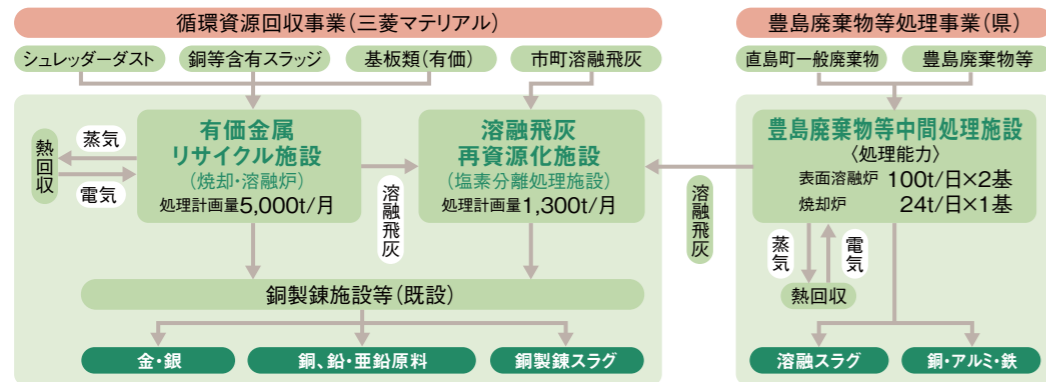 循環資源回収事業(三菱マテリアル)
シュレッダーダスト
銅等含有スラッジ
基板類(有価)
市町溶融飛灰
有価金属
リサイクル施設
(焼却・溶融炉)
処理計画量5,000t/月
熱回収
蒸気
電気
溶融飛灰
溶融飛灰
再資源化施設
(塩素分離処理施設)
処理計画量1,300t/月
銅製錬施設等(既設)
金・銀
銅、鉛・亜鉛原料
銅製錬スラグ
溶融飛灰
豊島廃棄物等処理事業(県)
直島町一般廃棄物
豊島廃棄物等
豊島廃棄物等中間処理施設
〈処理能力〉
表面溶融炉 100t/日×2基
焼却炉 24t/日×1基
蒸気
電気
熱回収
溶融スラグ
銅・アルミ・鉄